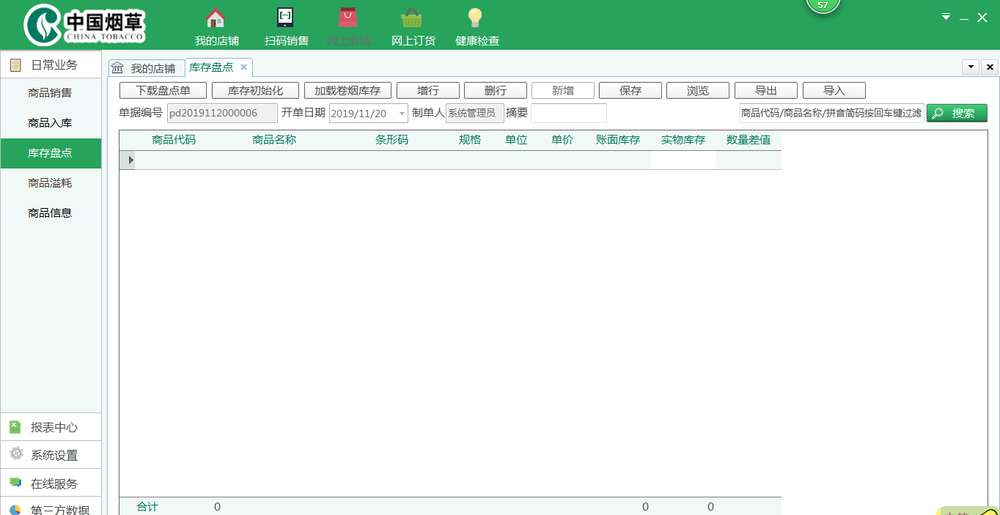 中国烟草
CHINA TOBACCO
我的店铺
扫码销售
网上商城
网上订货
健康检查
57
日常业务
商品销售
商品入库
库存盘点
商品溢耗
商品信息
报表中心
系统设置
在线服务
第三方数据
我的店铺
库存盘点
下载盘点单 库存初始化 加载卷烟库存 增行 删行 新增 保存 浏览 导出 导入
单据编号 pd2019112000006 开单日期 2019/11/20 制单人 系统管理员 摘要 商品代码/商品名称/拼音简码按回车键过滤 搜索
商品代码 商品名称 条形码 规格 单位 单价 账面库存 实物库存 数量差值
合计 0 0 0